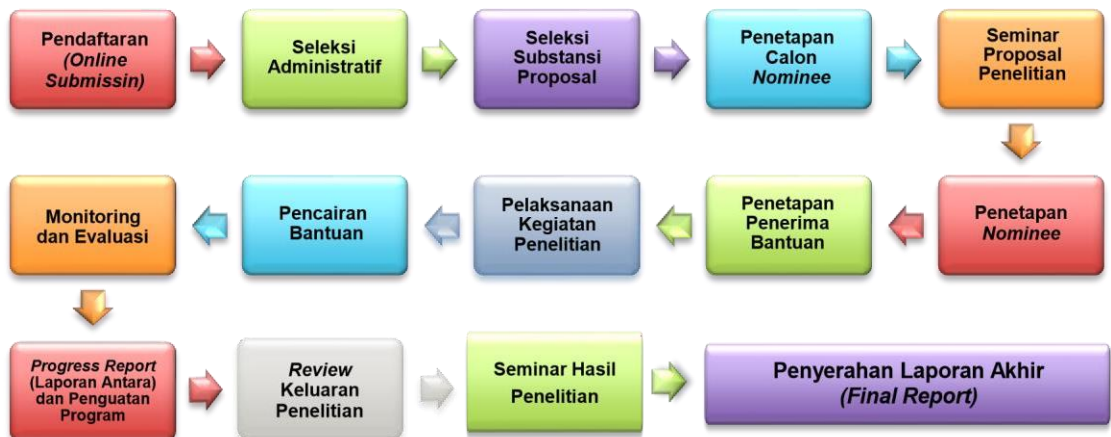 Pendaftaran
(Online
Submissin)
Seleksi
Administratif
Seleksi
Substansi
Proposal
Penetapan
Calon
Nominee
Seminar
Proposal
Penelitian
Penetapan
Nominee
Penetapan
Penerima
Bantuan
Pelaksanaan
Kegiatan
Penelitian
Pencairan
Bantuan
Monitoring
dan Evaluasi
Progress Report
(Laporan Antara)
dan Penguatan
Program
Review
Keluaran
Penelitian
Seminar Hasil
Penelitian
Penyerahan Laporan Akhir
(Final Report)